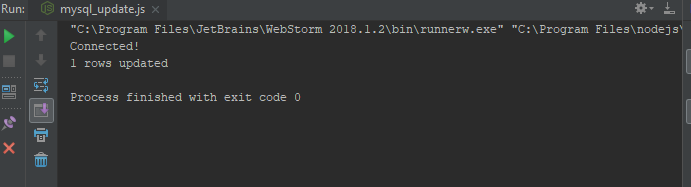 Run: JS mysql_update.js ×
"C:\Program Files\JetBrains\WebStorm 2018.1.2\bin\runnerw.exe" "C:\Program Files\nodejs\
Connected!
1 rows updated
Process finished with exit code 0